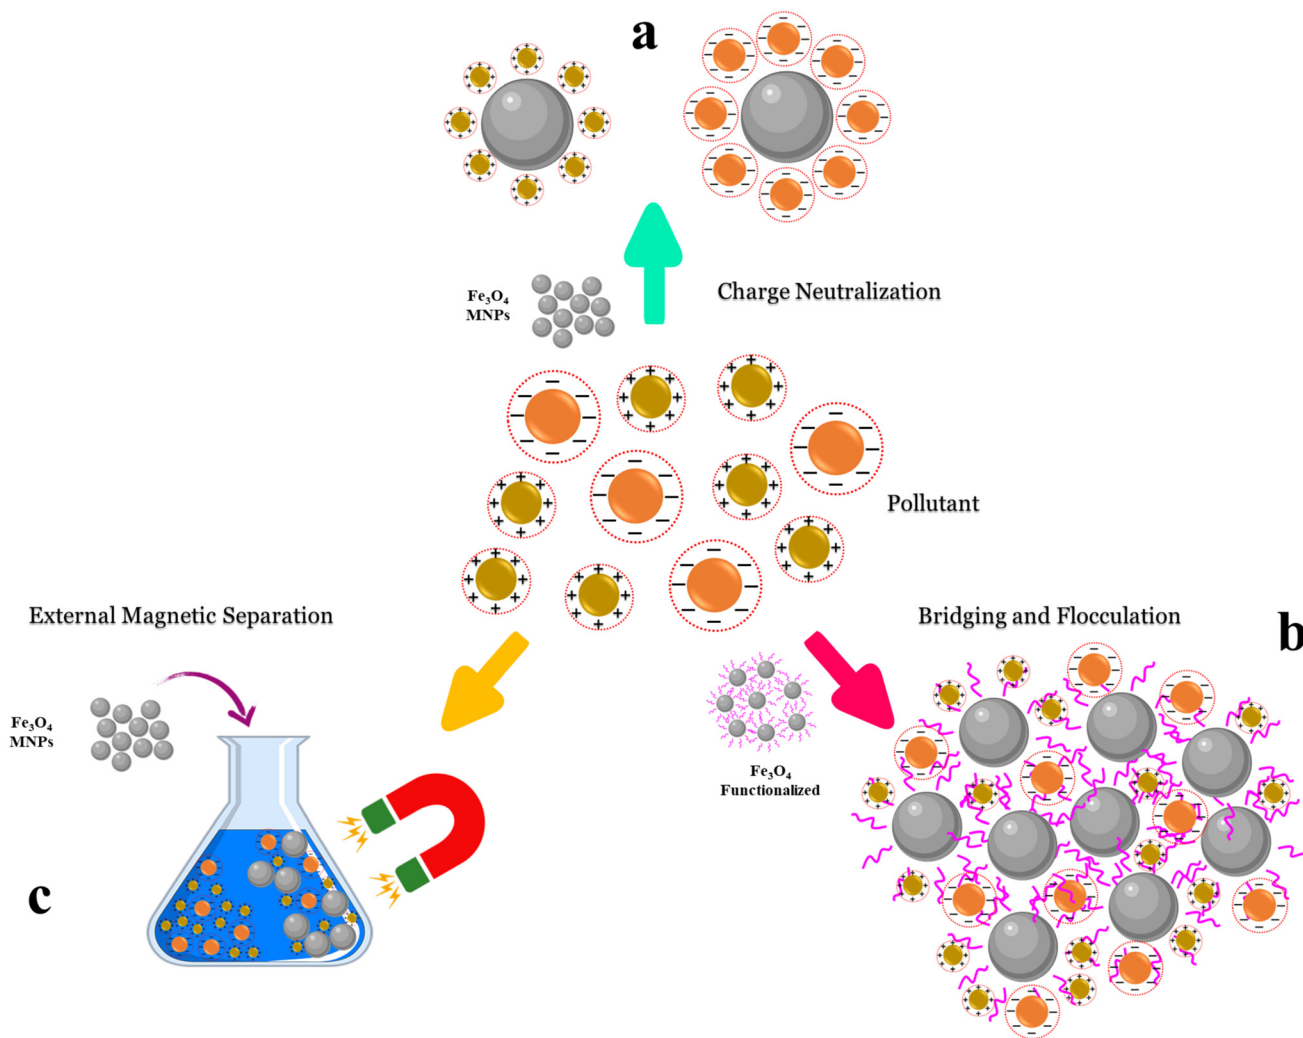 a
Fe₃O₄
MNPs
Charge Neutralization
Pollutant
External Magnetic Separation
Bridging and Flocculation
b
Fe₃O₄
MNPs
Fe₃O₄
Functionalized
c